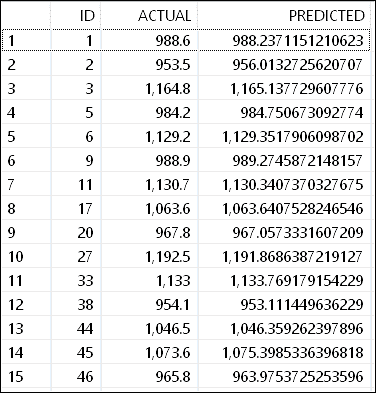 ID ACTUAL PREDICTED
1 1 988.6 988.2371151210623
2 2 953.5 956.0132725620707
3 3 1,164.8 1,165.137729607776
4 5 984.2 984.750673092774
5 6 1,129.2 1,129.3517906098702
6 9 988.9 989.2745872148157
7 11 1,130.7 1,130.3407370327675
8 17 1,063.6 1,063.6407528246546
9 20 967.8 967.0573331607209
10 27 1,192.5 1,191.8686387219127
11 33 1,133 1,133.769179154229
12 38 954.1 953.111449636229
13 44 1,046.5 1,046.359262397896
14 45 1,073.6 1,075.3985336396818
15 46 965.8 963.9753725253596